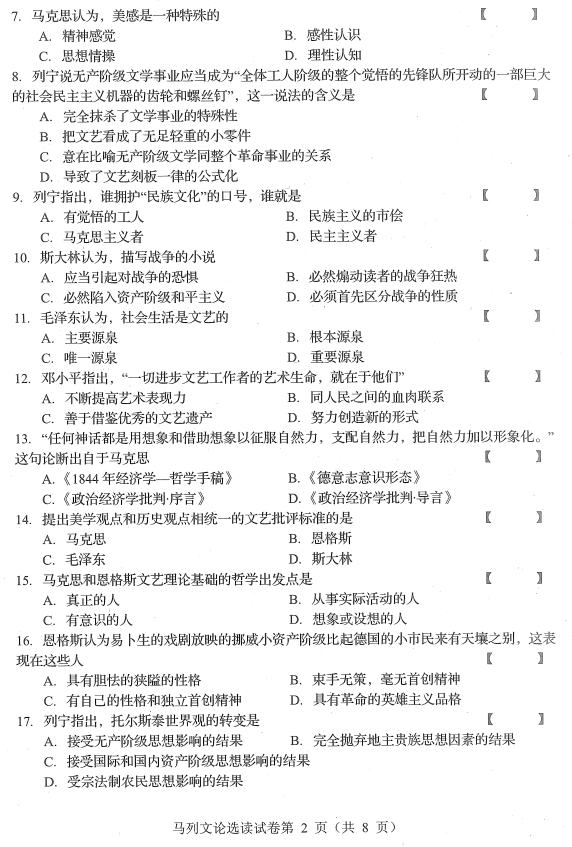 7. 马克思认为，美感是一种特殊的 【 】
A. 精神感觉 B. 感性认识
C. 思想情操 D. 理性认知
8. 列宁说无产阶级文学事业应当成为“全体工人阶级的整个觉悟的先锋队所开动的一部巨大
的社会民主主义机器的齿轮和螺丝钉”，这一说法的含义是 【 】
A. 完全抹杀了文学事业的特殊性
B. 把文艺看成了无足轻重的小零件
C. 意在比喻无产阶级文学同整个革命事业的关系
D. 导致了文艺刻板一律的公式化
9. 列宁指出，谁拥护“民族文化”的口号，谁就是 【 】
A. 有觉悟的工人 B. 民族主义的市侩
C. 马克思主义者 D. 民主主义者
10. 斯大林认为，描写战争的小说 【 】
A. 应当引起对战争的恐惧 B. 必然煽动读者的战争狂热
C. 必然陷入资产阶级和平主义 D. 必须首先区分战争的性质
11. 毛泽东认为，社会生活是文艺的 【 】
A. 主要源泉 B. 根本源泉
C. 唯一源泉 D. 重要源泉
12. 邓小平指出，“一切进步文艺工作者的艺术生命，就在于他们” 【 】
A. 不断提高艺术表现力 B. 同人民之间的血肉联系
C. 善于借鉴优秀的文艺遗产 D. 努力创造新的形式
13. “任何神话都是用想象和借助想象以征服自然力，支配自然力，把自然力加以形象化。”
这句论断出自于马克思 【 】
A.《1844 年经济学—哲学手稿》 B.《德意志意识形态》
C.《政治经济学批判·序言》 D.《政治经济学批判·导言》
14. 提出美学观点和历史观点相统一的文艺批评标准的是 【 】
A. 马克思 B. 恩格斯
C. 毛泽东 D. 斯大林
15. 马克思和恩格斯文艺理论基础的哲学出发点是 【 】
A. 真正的人 B. 从事实际活动的人
C. 有意识的人 D. 想象或设想的人
16. 恩格斯认为易卜生的戏剧放映的挪威小资产阶级比起德国的小市民来有天壤之别，这表
现在这些人 【 】
A. 具有胆怯的狭隘的性格 B. 束手无策，毫无首创精神
C. 有自己的性格和独立首创精神 D. 具有革命的英雄主义品格
17. 列宁指出，托尔斯泰世界观的转变是 【 】
A. 接受无产阶级思想影响的结果 B. 完全抛弃地主贵族思想因素的结果
C. 接受国际和国内资产阶级思想影响的结果
D. 受宗法制农民思想影响的结果
马列文论选读试卷第 2 页（共 8 页）